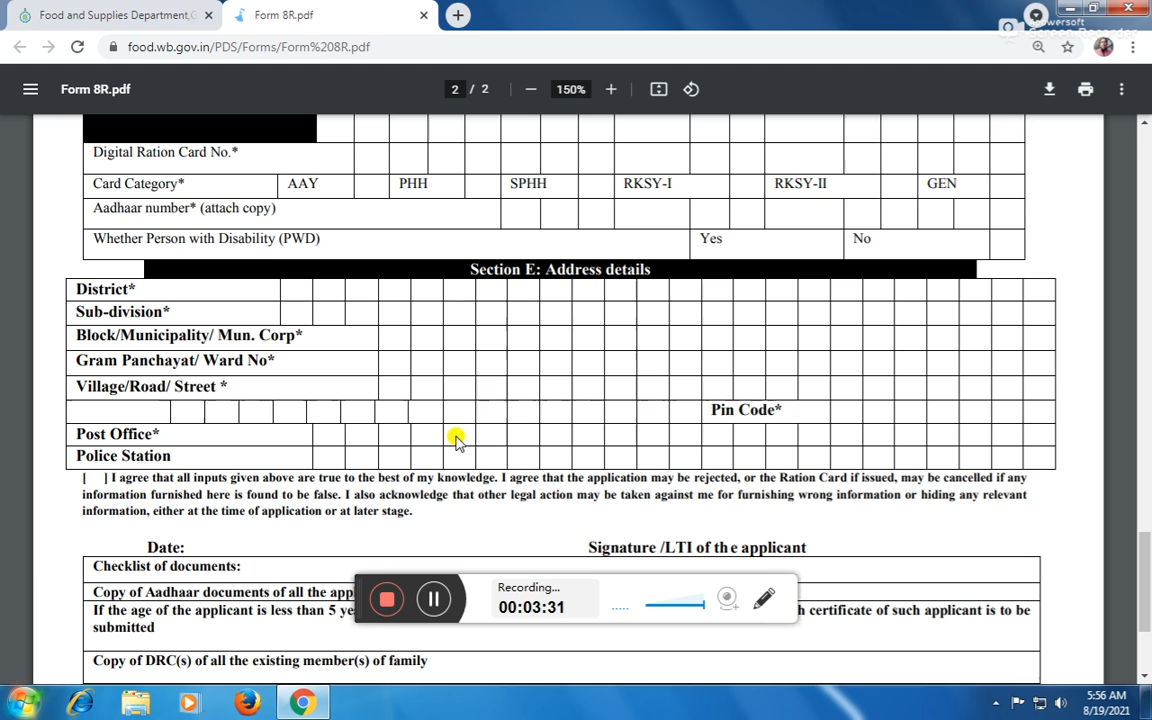 Food and Supplies Department,G
Form 8R.pdf
food.wb.gov.in/PDS/Forms/Form%208R.pdf
Form 8R.pdf
2 / 2
150%
Digital Ration Card No.*
Card Category* AAY PHH SPHH RKSY-I RKSY-II GEN
Aadhaar number* (attach copy)
Whether Person with Disability (PWD) Yes No
Section E: Address details
District*
Sub-division*
Block/Municipality/ Mun. Corp*
Gram Panchayat/ Ward No*
Village/Road/ Street *
Pin Code*
Post Office*
Police Station
[ ] I agree that all inputs given above are true to the best of my knowledge. I agree that the application may be rejected, or the Ration Card if issued, may be cancelled if any
information furnished here is found to be false. I also acknowledge that other legal action may be taken against me for furnishing wrong information or hiding any relevant
information, either at the time of application or at later stage.
Date: Signature /LTI of the applicant
Checklist of documents:
Copy of Aadhaar documents of all the app
If the age of the applicant is less than 5 ye h certificate of such applicant is to be
submitted
Copy of DRC(s) of all the existing member(s) of family
Recording...
00:03:31
5:56 AM
8/19/2021